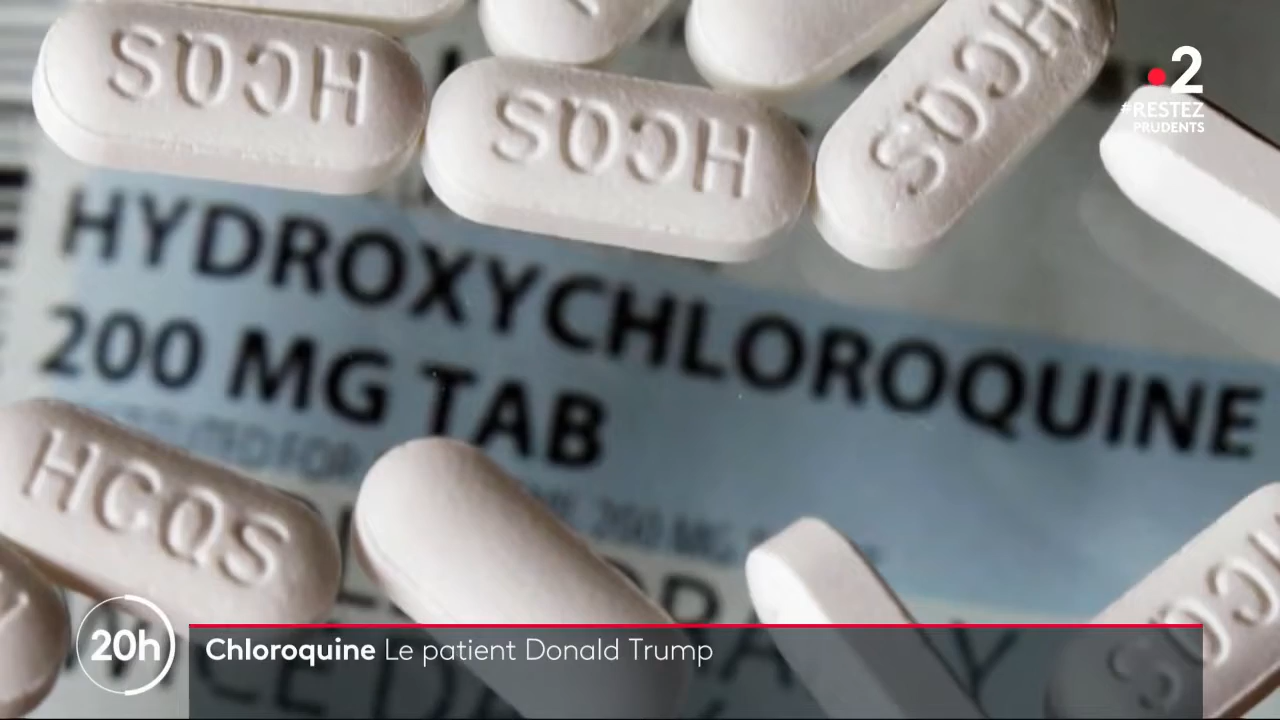 HCQS
HCQS
HCQS
2
#RESTEZ
PRUDENTS
HYDROXYCHLOROQUINE
200 MG TAB
HCQS
20h
Chloroquine Le patient Donald Trump